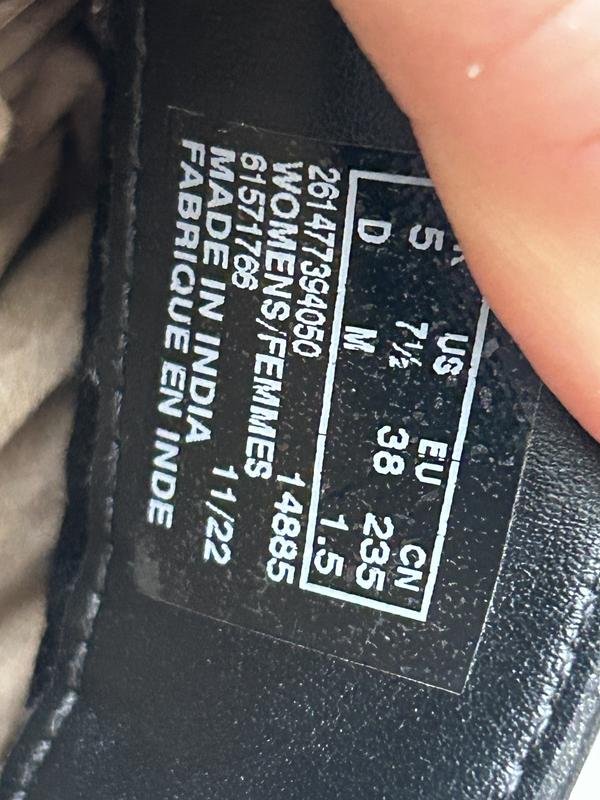 US EU CN
5 7½ 38 235
D M 1.5
261477394050
WOMENS/FEMMES 14885
61571766
MADE IN INDIA 11/22
FABRIQUE EN INDE